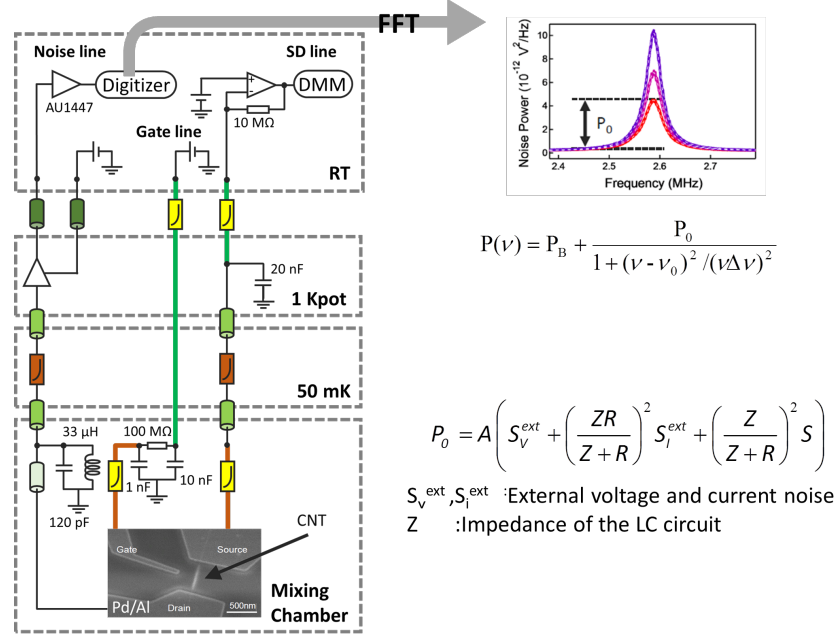 FFT
Noise line
SD line
Digitizer
DMM
AU1447
+
-
10 MΩ
Gate line
RT
20 nF
1 Kpot
50 mK
33 µH
100 MΩ
1 nF
10 nF
120 pF
CNT
Gate
Source
Pd/Al
Drain
500nm
Mixing
Chamber
Noise Power (10⁻¹² V²/Hz)
10
8
6
4
2
0
P₀
2.4 2.5 2.6 2.7
Frequency (MHz)
P(ν) = P_B + P₀ / 1 + (ν - ν₀)² /(νΔν)²
P₀ = A( S_V^ext + (ZR / Z + R)² S_I^ext + (Z / Z + R)² S )
Sᵥᵉˣᵗ ,Sᵢᵉˣᵗ :External voltage and current noise
Z :Impedance of the LC circuit